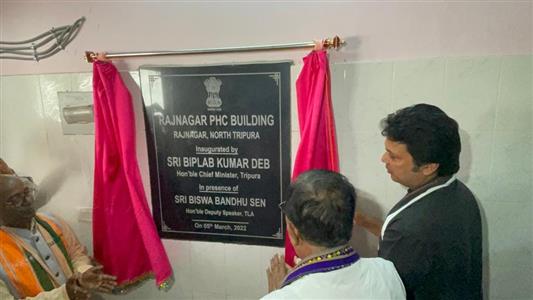 RAJNAGAR PHC BUILDING
RAJNAGAR, NORTH TRIPURA
Inaugurated by
SRI BIPLAB KUMAR DEB
Hon'ble Chief Minister, Tripura
In presence of
SRI BISWA BANDHU SEN
Hon'ble Deputy Speaker, TLA
On 05th March, 2022